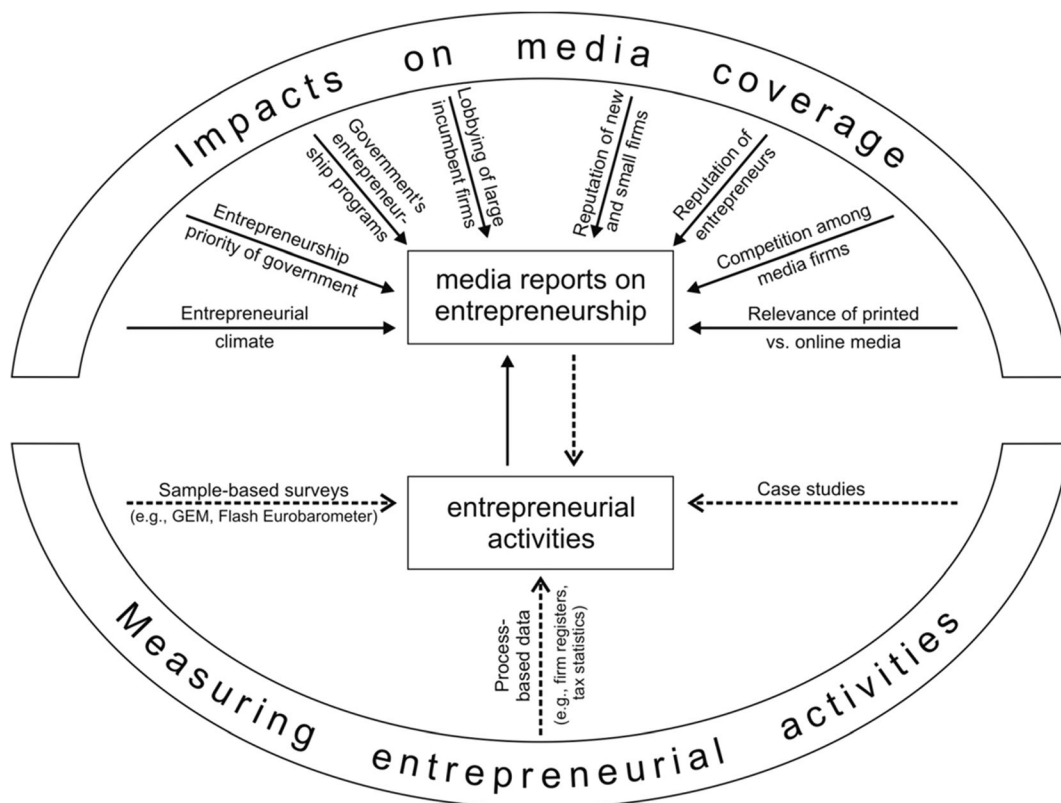 Impacts on media coverage
Entrepreneurial
climate
Entrepreneurship
priority of government
Government's
entrepreneur-
ship programs
Lobbying of large
incumbent firms
Reputation of new
and small firms
Reputation of
entrepreneurs
Competition among
media firms
Relevance of printed
vs. online media
media reports on
entrepreneurship
Sample-based surveys
(e.g., GEM, Flash Eurobarometer)
entrepreneurial
activities
Case studies
Process-
based data
(e.g., firm registers,
tax statistics)
Measuring entrepreneurial activities